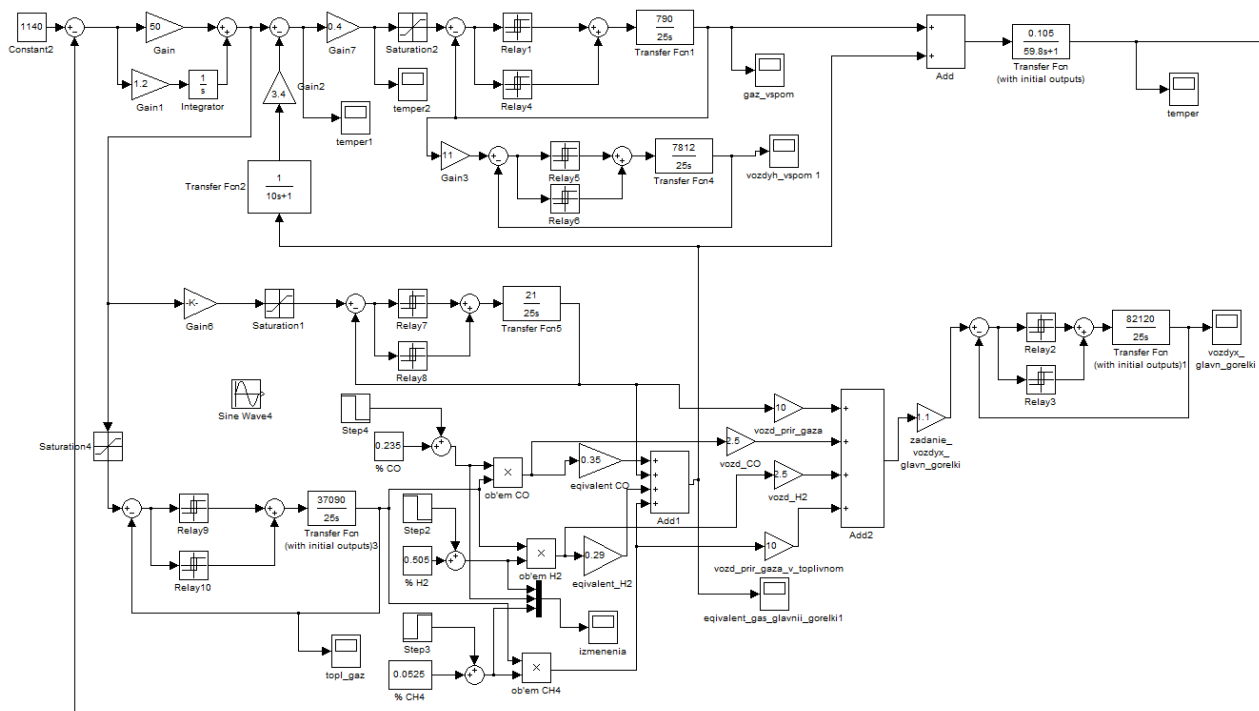 1140
Constant2
50
Gain
1.2
Gain1
1
s
Integrator
3.4
Gain2
0.4
Gain7
temper1
temper2
Saturation2
Relay1
Relay4
790
25s
Transfer Fcn1
gaz_vspom
Add
0.105
59.8s+1
Transfer Fcn
(with initial outputs)
temper
1
10s+1
Transfer Fcn2
11
Gain3
Relay5
Relay6
7812
25s
Transfer Fcn4
vozdyh_vspom 1
-K-
Gain6
Saturation1
Relay7
Relay8
21
25s
Transfer Fcn5
Relay2
Relay3
82120
25s
Transfer Fcn
(with initial outputs)1
vozdyx_
glavn_gorelki
Sine Wave4
Saturation4
Step4
0.235
% CO
ob'em CO
0.35
eqivalent CO
Add1
10
vozd_prir_gaza
2.5
vozd_CO
2.5
vozd_H2
10
vozd_prir_gaza_v_toplivnom
Add2
1.1
zadanie_
vozdyx_
glavn_gorelki
Relay9
Relay10
37090
25s
Transfer Fcn
(with initial outputs)3
topl_gaz
Step2
0.505
% H2
ob'em H2
0.29
eqivalent_H2
izmenenia
eqivalent_gas_glavnii_gorelki1
Step3
0.0525
% CH4
ob'em CH4